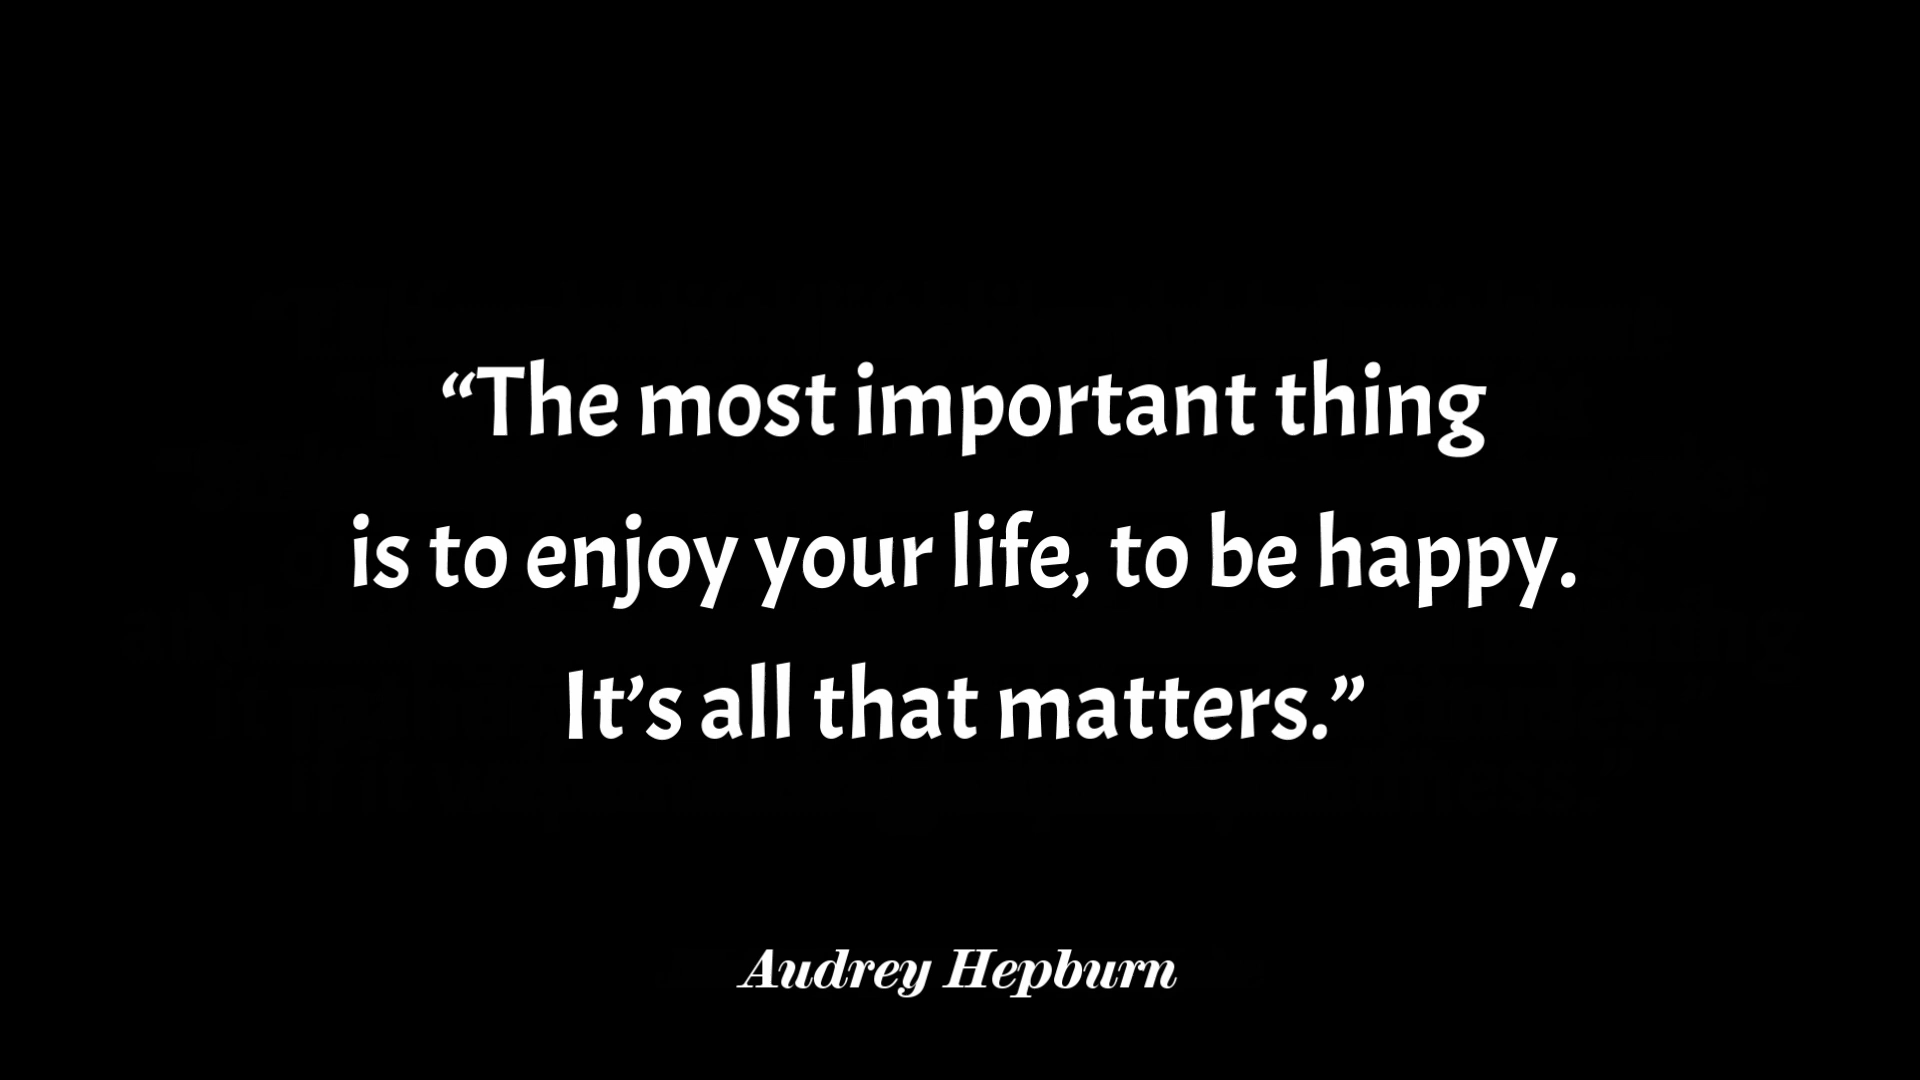 “The most important thing
is to enjoy your life, to be happy.
It’s all that matters.”
Audrey Hepburn